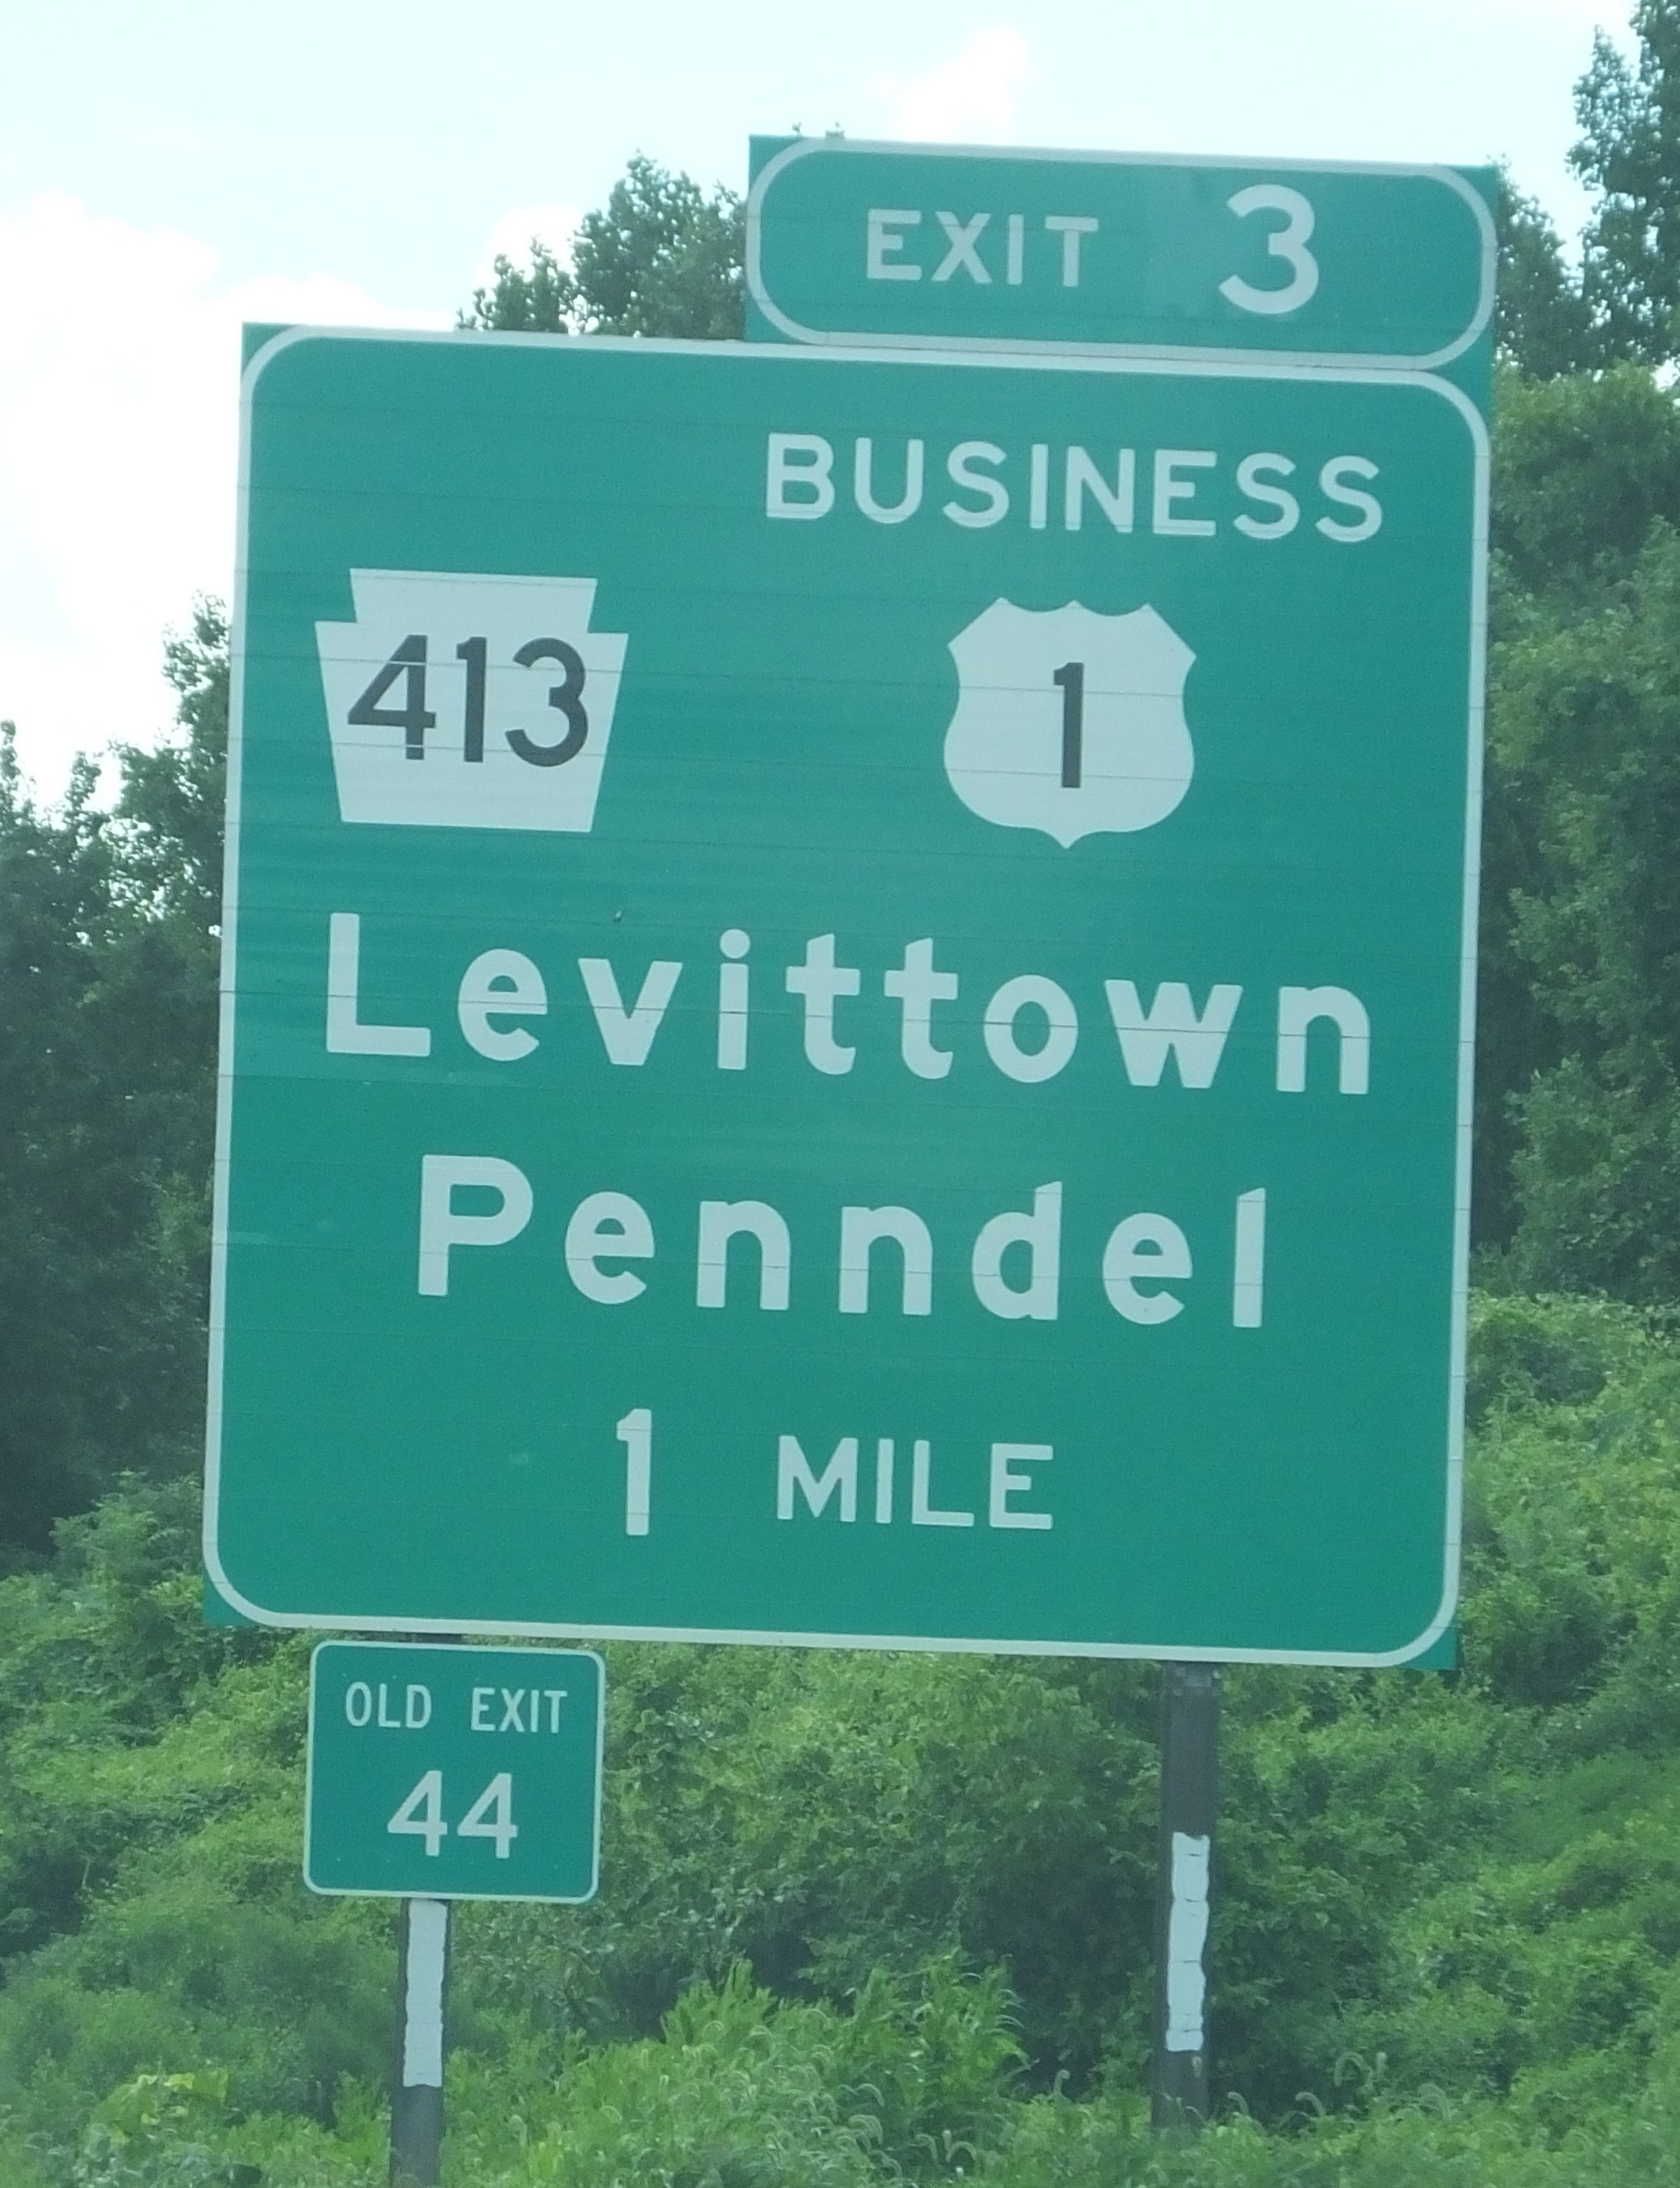 EXIT 3
BUSINESS
413 1
Levittown
Penndel
1 MILE
OLD EXIT
44